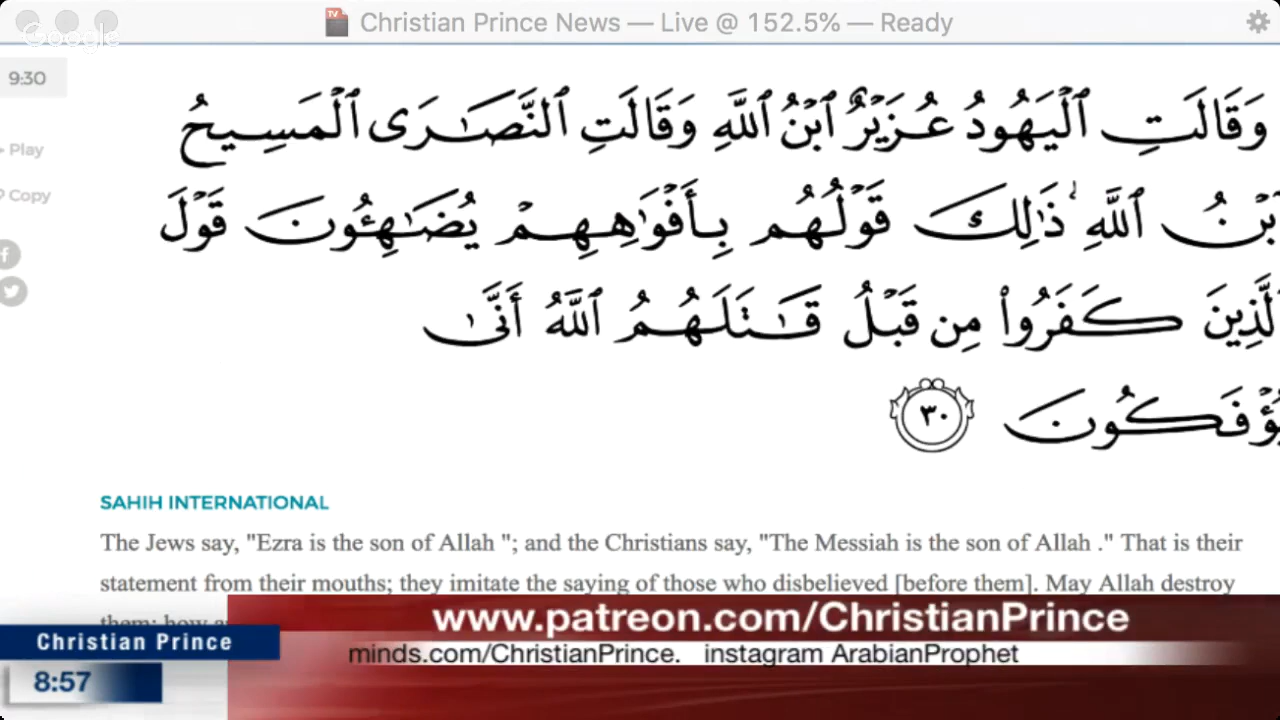 Christian Prince News — Live @ 152.5% — Ready
Google
9:30
Play
Copy
وَقَالَتِ ٱلْيَهُودُ عُزَيْرٌ ٱبْنُ ٱللَّهِ وَقَالَتِ ٱلنَّصَـٰرَى ٱلْمَسِيحُ
ٱبْنُ ٱللَّهِ ۖ ذَٰلِكَ قَوْلُهُم بِأَفْوَٰهِهِمْ ۖ يُضَـٰهِـُٔونَ قَوْلَ
ٱلَّذِينَ كَفَرُوا۟ مِن قَبْلُ ۚ قَـٰتَلَهُمُ ٱللَّهُ ۚ أَنَّىٰ
يُؤْفَكُونَ ٣٠
SAHIH INTERNATIONAL
The Jews say, "Ezra is the son of Allah "; and the Christians say, "The Messiah is the son of Allah ." That is their
statement from their mouths; they imitate the saying of those who disbelieved [before them]. May Allah destroy
them; how
www.patreon.com/ChristianPrince
Christian Prince
minds.com/ChristianPrince. instagram ArabianProphet
8:57